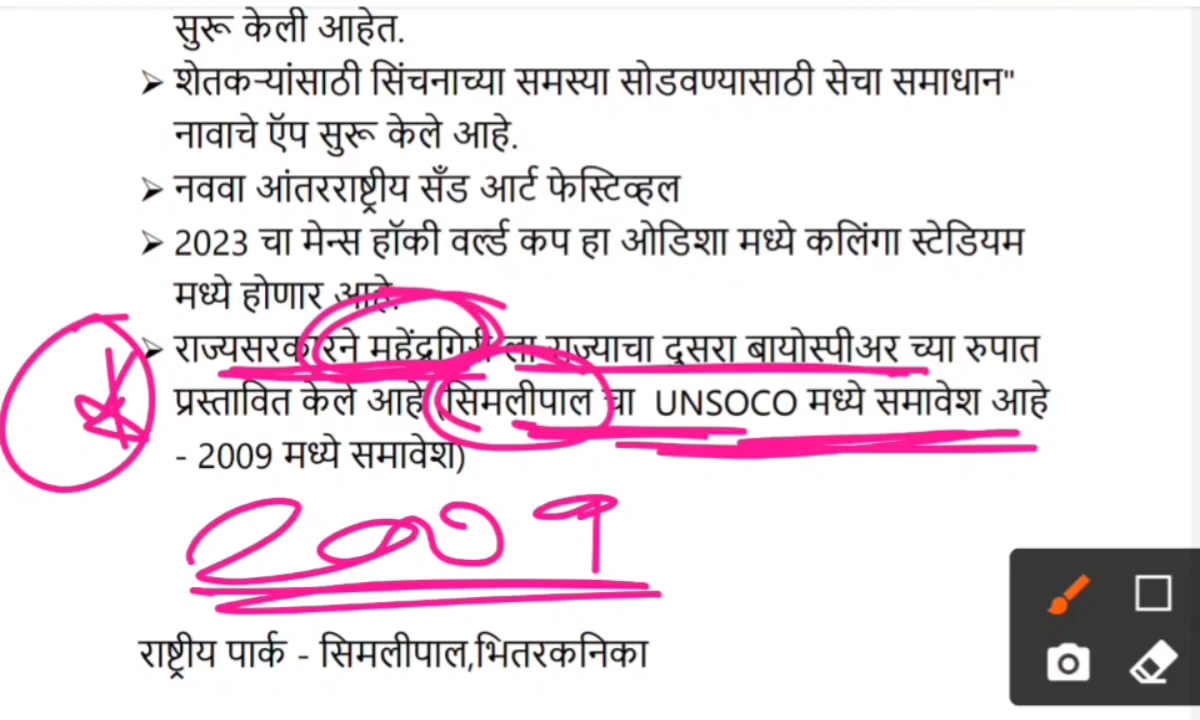 सुरू केली आहेत.
➤ शेतकऱ्यांसाठी सिंचनाच्या समस्या सोडवण्यासाठी सेचा समाधान"
नावाचे ऍप सुरू केले आहे.
➤ नववा आंतरराष्ट्रीय सँड आर्ट फेस्टिव्हल
➤ 2023 चा मेन्स हॉकी वर्ल्ड कप हा ओडिशा मध्ये कलिंगा स्टेडियम
मध्ये होणार आहे.
➤ राज्यसरकारने महेंद्रगिरी ला राज्याचा दुसरा बायोस्पीअर च्या रुपात
प्रस्तावित केले आहे (सिमलीपाल चा UNSOCO मध्ये समावेश आहे
- 2009 मध्ये समावेश)
2009
राष्ट्रीय पार्क - सिमलीपाल,भितरकनिका